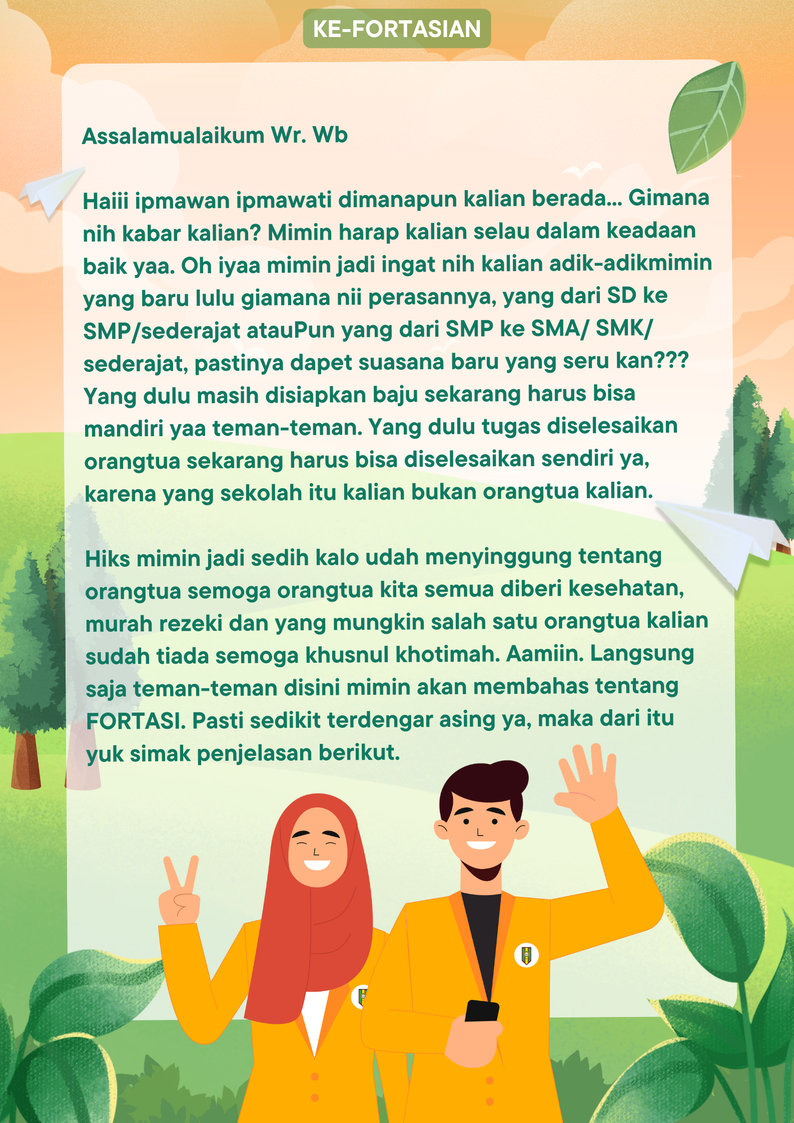 KE-FORTASIAN
Assalamualaikum Wr. Wb
Haiii ipmawan ipmawati dimanapun kalian berada... Gimana
nih kabar kalian? Mimin harap kalian selau dalam keadaan
baik yaa. Oh iyaa mimin jadi ingat nih kalian adik-adikmimin
yang baru lulu giamana nii perasannya, yang dari SD ke
SMP/sederajat atauPun yang dari SMP ke SMA/ SMK/
sederajat, pastinya dapet suasana baru yang seru kan???
Yang dulu masih disiapkan baju sekarang harus bisa
mandiri yaa teman-teman. Yang dulu tugas diselesaikan
orangtua sekarang harus bisa diselesaikan sendiri ya,
karena yang sekolah itu kalian bukan orangtua kalian.
Hiks mimin jadi sedih kalo udah menyinggung tentang
orangtua semoga orangtua kita semua diberi kesehatan,
murah rezeki dan yang mungkin salah satu orangtua kalian
sudah tiada semoga khusnul khotimah. Aamiin. Langsung
saja teman-teman disini mimin akan membahas tentang
FORTASI. Pasti sedikit terdengar asing ya, maka dari itu
yuk simak penjelasan berikut.